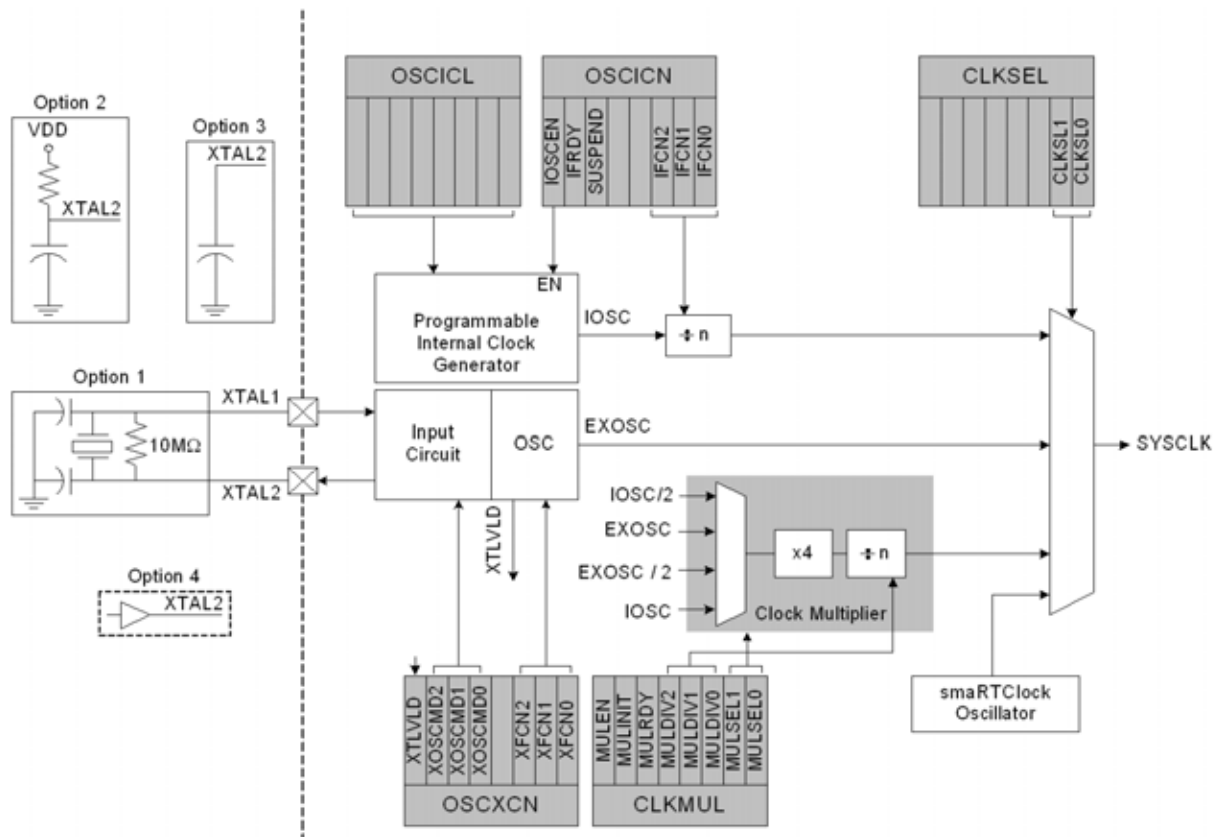 OSCICL
OSCICN
CLKSEL
IOSCEN
IFRDY
SUSPEND
IFCN2
IFCN1
IFCN0
CLKSL1
CLKSL0
Option 2
VDD
XTAL2
Option 3
XTAL2
EN
Programmable
Internal Clock
Generator
IOSC
÷ n
Option 1
10MΩ
XTAL1
XTAL2
Input
Circuit
OSC
EXOSC
SYSCLK
XTLVLD
IOSC/2
EXOSC
EXOSC / 2
IOSC
x4
÷ n
Clock Multiplier
Option 4
XTAL2
smaRTClock
Oscillator
XTLVLD
XOSCMD2
XOSCMD1
XOSCMD0
XFCN2
XFCN1
XFCN0
OSCXCN
MULEN
MULINIT
MULRDY
MULDIV2
MULDIV1
MULDIV0
MULSEL1
MULSEL0
CLKMUL